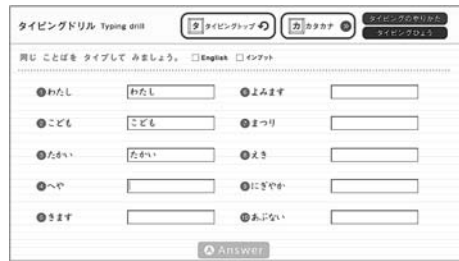 タイピングドリル Typing drill
タ タイピングトップ
カ カタカナ
タイピングのやりかた
タイピングひょう
同じ ことばを タイプして みましょう。 □English □インプット
❶わたし わたし
❷こども こども
❸たかい たかい
❹へや
❺きます
❻よみます
❼まつり
❽えき
❾にぎやか
❿あぶない
A Answer